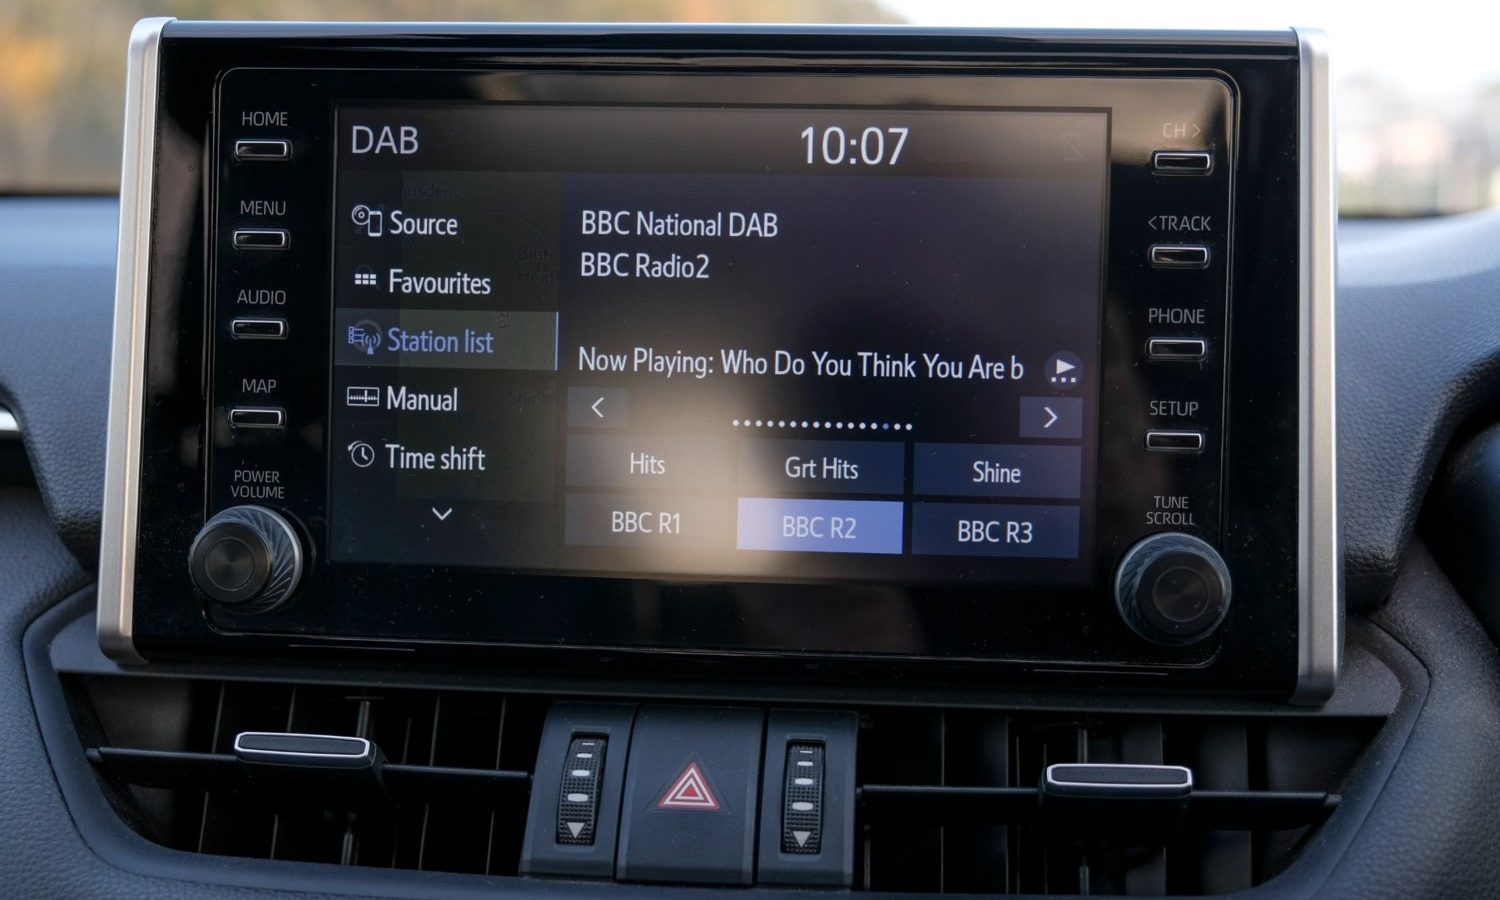 HOME
MENU
AUDIO
MAP
POWER
VOLUME
DAB
10:07
Source
Favourites
Station list
Manual
Time shift
BBC National DAB
BBC Radio2
Now Playing: Who Do You Think You Are b
Hits
Grt Hits
Shine
BBC R1
BBC R2
BBC R3
CH >
< TRACK
PHONE
SETUP
TUNE
SCROLL